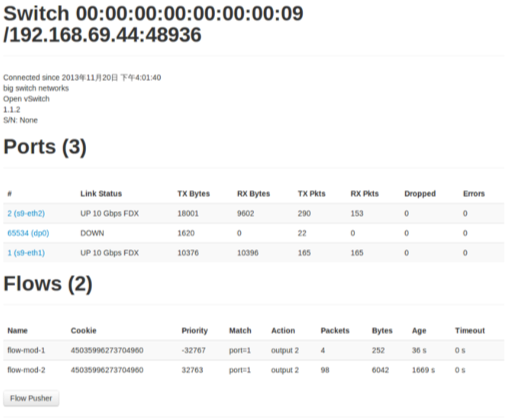 Switch 00:00:00:00:00:00:00:09
/192.168.69.44:48936
Connected since 2013年11月20日 下午4:01:40
big switch networks
Open vSwitch
1.1.2
S/N: None
Ports (3)
# Link Status TX Bytes RX Bytes TX Pkts RX Pkts Dropped Errors
2 (s9-eth2) UP 10 Gbps FDX 18001 9602 290 153 0 0
65534 (dp0) DOWN 1620 0 22 0 0 0
1 (s9-eth1) UP 10 Gbps FDX 10376 10396 165 165 0 0
Flows (2)
Name Cookie Priority Match Action Packets Bytes Age Timeout
flow-mod-1 45035996273704960 -32767 port=1 output 2 4 252 36 s 0 s
flow-mod-2 45035996273704960 32763 port=1 output 2 98 6042 1669 s 0 s
Flow Pusher